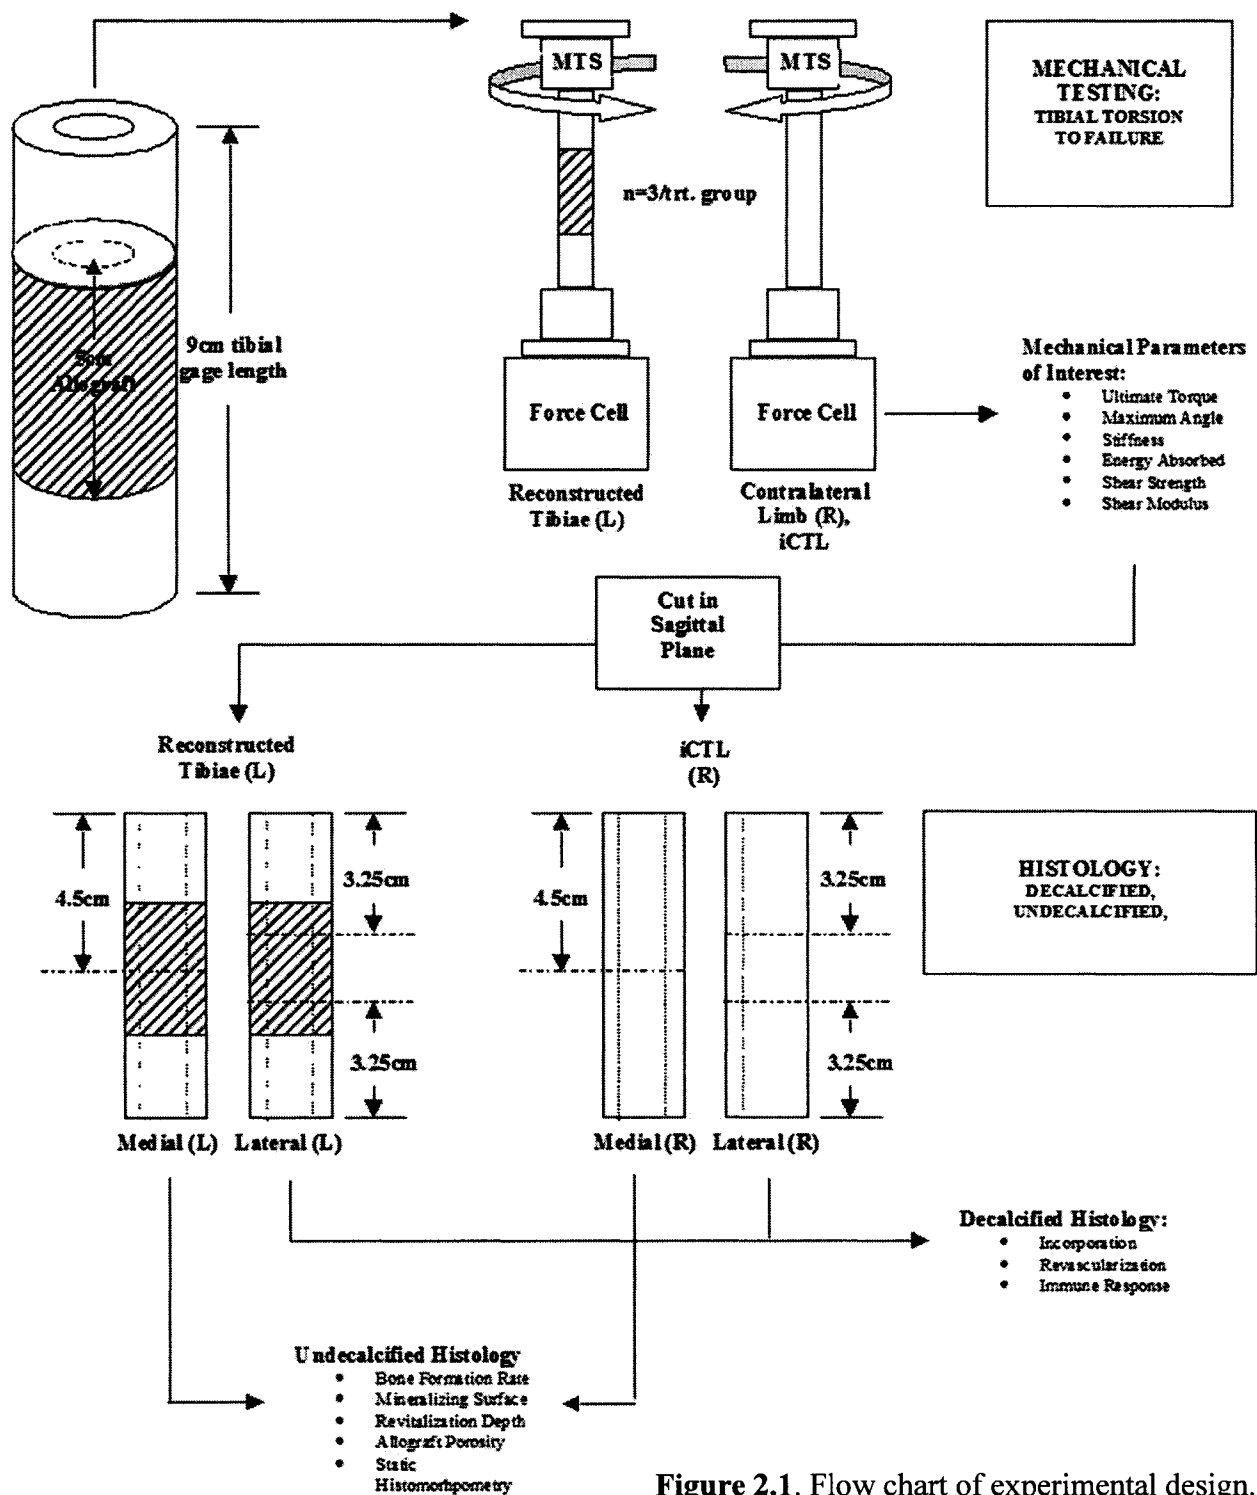 MTS
MTS
MECHANICAL
TESTING:
TIBIAL TORSION
TO FAILURE
n=3/trt. group
9cm tibial
gage length
5cm
Allograft
Force Cell
Force Cell
Reconstructed
Tibiae (L)
Contralateral
Limb (R),
iCTL
Mechanical Parameters
of Interest:
• Ultimate Torque
• Maximum Angle
• Stiffness
• Energy Absorbed
• Shear Strength
• Shear Modulus
Cut in
Sagittal
Plane
Reconstructed
Tibiae (L)
iCTL
(R)
4.5cm
3.25cm
3.25cm
4.5cm
3.25cm
3.25cm
HISTOLOGY:
DECALCIFIED,
UNDECALCIFIED,
Medial (L) Lateral (L)
Medial (R) Lateral (R)
Decalcified Histology:
• Incorporation
• Revascularization
• Immune Response
Undecalcified Histology
• Bone Formation Rate
• Mineralizing Surface
• Revitalization Depth
• Allograft Porosity
• Static
Histomorhpometry
Figure 2.1. Flow chart of experimental design.